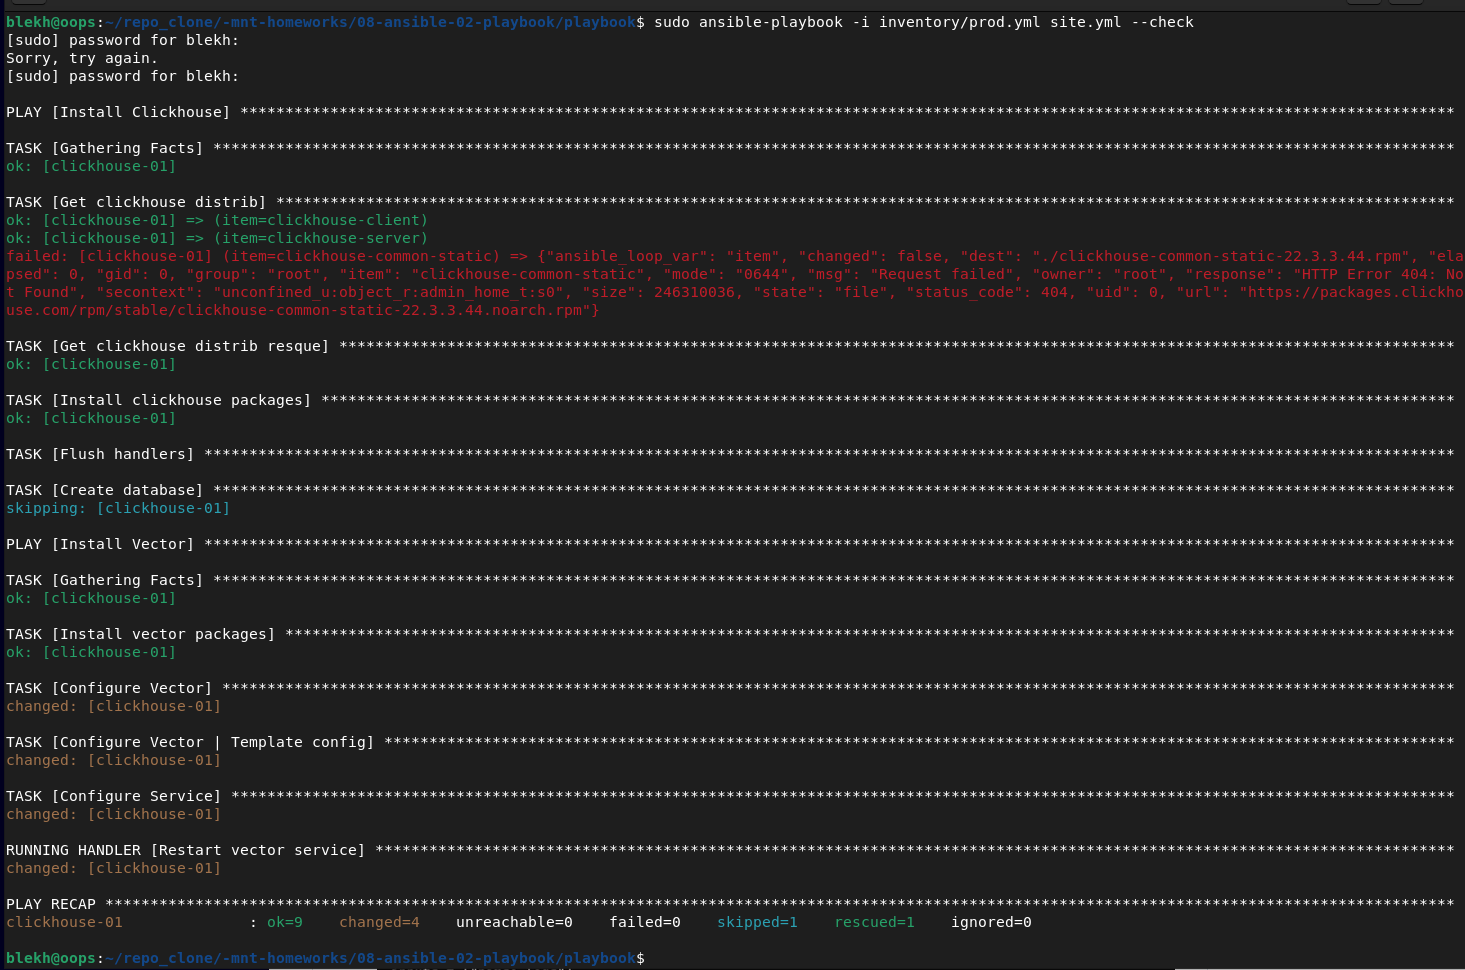 blekh@oops:~/repo_clone/-mnt-homeworks/08-ansible-02-playbook/playbook$ sudo ansible-playbook -i inventory/prod.yml site.yml --check
[sudo] password for blekh:
Sorry, try again.
[sudo] password for blekh:
PLAY [Install Clickhouse] ****************************************************************************************************************************************
TASK [Gathering Facts] *******************************************************************************************************************************************
ok: [clickhouse-01]
TASK [Get clickhouse distrib] ************************************************************************************************************************************
ok: [clickhouse-01] => (item=clickhouse-client)
ok: [clickhouse-01] => (item=clickhouse-server)
failed: [clickhouse-01] (item=clickhouse-common-static) => {"ansible_loop_var": "item", "changed": false, "dest": "./clickhouse-common-static-22.3.3.44.rpm", "ela
psed": 0, "gid": 0, "group": "root", "item": "clickhouse-common-static", "mode": "0644", "msg": "Request failed", "owner": "root", "response": "HTTP Error 404: No
t Found", "secontext": "unconfined_u:object_r:admin_home_t:s0", "size": 246310036, "state": "file", "status_code": 404, "uid": 0, "url": "https://packages.clickho
use.com/rpm/stable/clickhouse-common-static-22.3.3.44.noarch.rpm"}
TASK [Get clickhouse distrib resque] *****************************************************************************************************************************
ok: [clickhouse-01]
TASK [Install clickhouse packages] *******************************************************************************************************************************
ok: [clickhouse-01]
TASK [Flush handlers] ********************************************************************************************************************************************
TASK [Create database] *******************************************************************************************************************************************
skipping: [clickhouse-01]
PLAY [Install Vector] ********************************************************************************************************************************************
TASK [Gathering Facts] *******************************************************************************************************************************************
ok: [clickhouse-01]
TASK [Install vector packages] ***********************************************************************************************************************************
ok: [clickhouse-01]
TASK [Configure Vector] ******************************************************************************************************************************************
changed: [clickhouse-01]
TASK [Configure Vector | Template config] ************************************************************************************************************************
changed: [clickhouse-01]
TASK [Configure Service] *****************************************************************************************************************************************
changed: [clickhouse-01]
RUNNING HANDLER [Restart vector service] *************************************************************************************************************************
changed: [clickhouse-01]
PLAY RECAP *******************************************************************************************************************************************************
clickhouse-01              : ok=9    changed=4    unreachable=0    failed=0    skipped=1    rescued=1    ignored=0
blekh@oops:~/repo_clone/-mnt-homeworks/08-ansible-02-playbook/playbook$